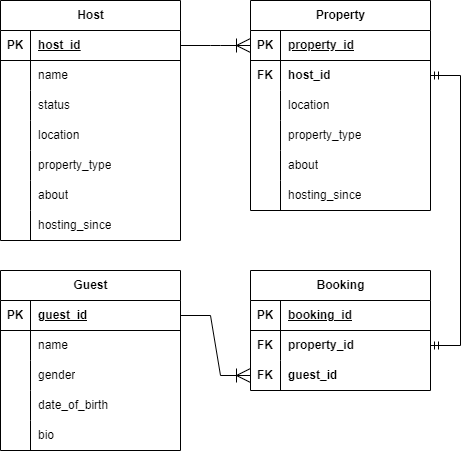 Host
PK host_id
name
status
location
property_type
about
hosting_since
Property
PK property_id
FK host_id
location
property_type
about
hosting_since
Guest
PK guest_id
name
gender
date_of_birth
bio
Booking
PK booking_id
FK property_id
FK guest_id